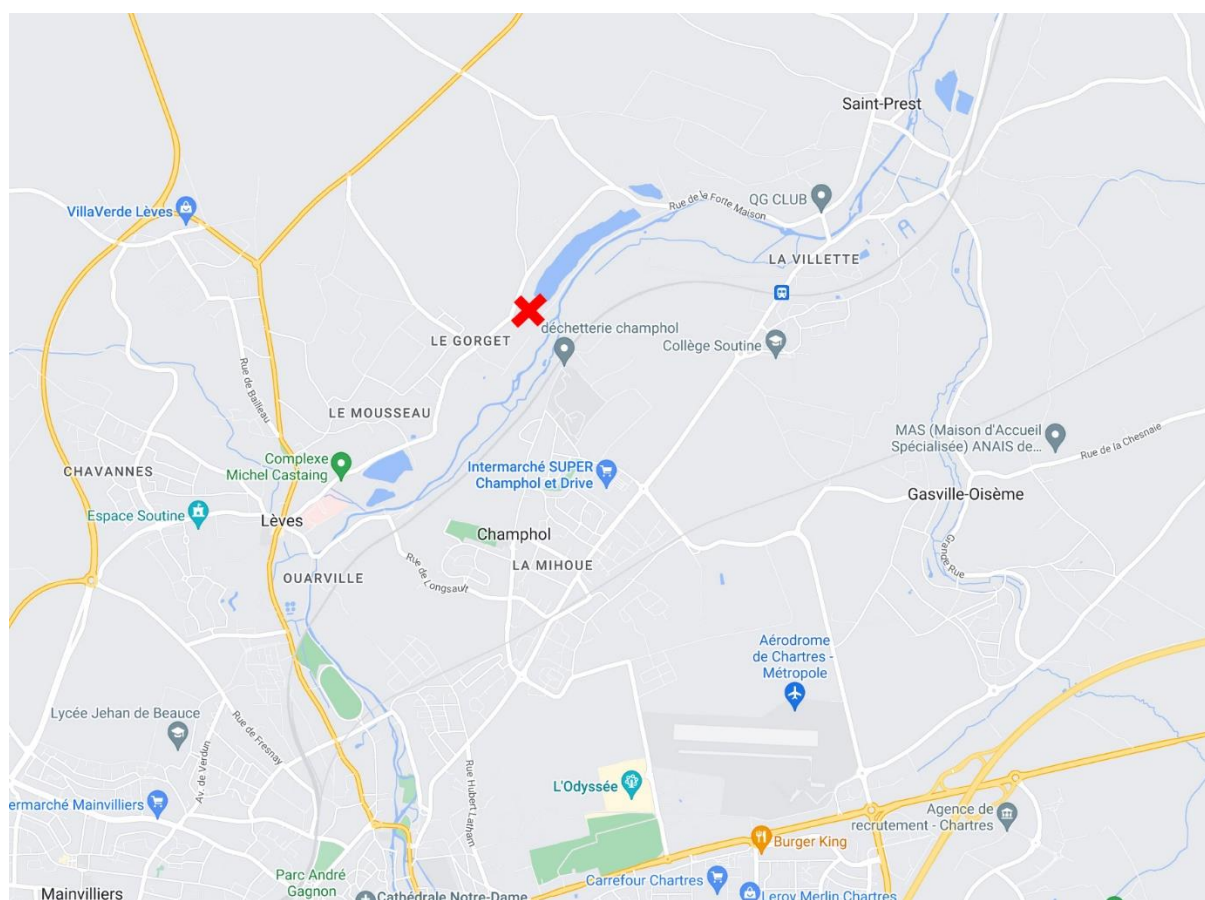 Saint-Prest
QG CLUB
Rue de la Forte Maison
VillaVerde Lèves
LA VILLETTE
déchetterie champhol
LE GORGET
Collège Soutine
Rue de Bailleau
LE MOUSSEAU
MAS (Maison d'Accueil
Spécialisée) ANAIS de...
Rue de la Chesnaie
Complexe
Michel Castaing
CHAVANNES
Intermarché SUPER
Champhol et Drive
Gasville-Oisème
Espace Soutine
Lèves
Champhol
LA MIHOUE
OUARVILLE
Rue de Longsault
Grande Rue
Aérodrome
de Chartres -
Métropole
Lycée Jehan de Beauce
Rue de Fresnay
Av. de Verdun
Rue Hubert Latham
L'Odyssée
ermarché Mainvilliers
Agence de
recrutement - Chartres
Burger King
Parc André
Gagnon
Carrefour Chartres
Mainvilliers
Cathédrale Notre-Dame
Leroy Merlin Chartres